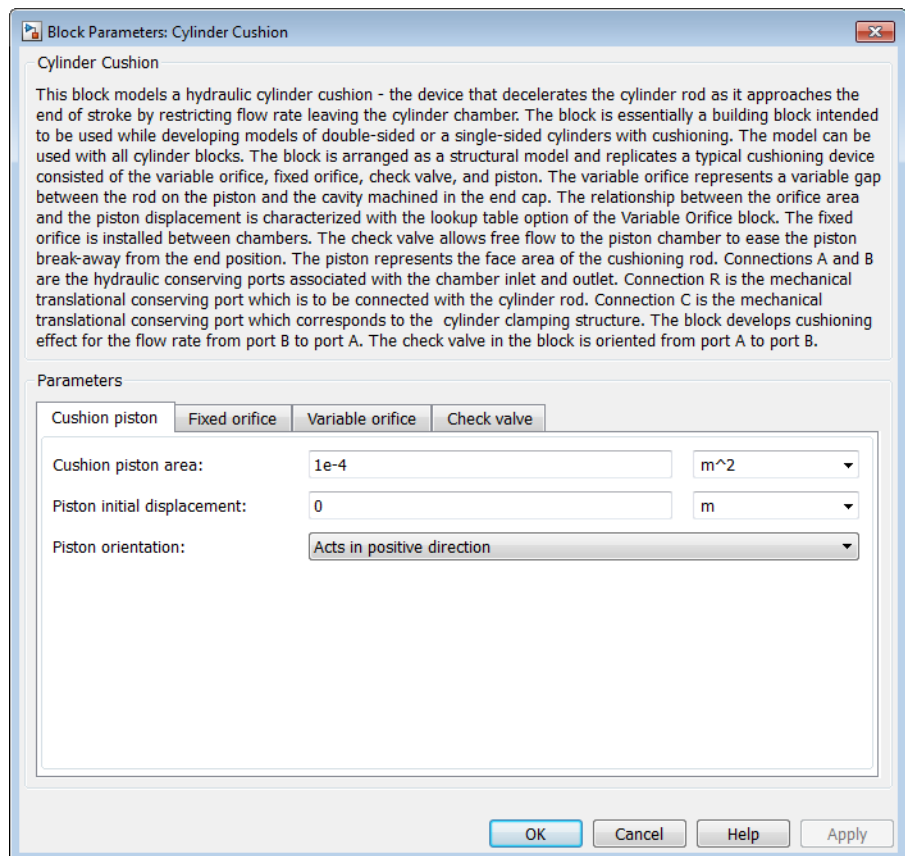 Block Parameters: Cylinder Cushion
Cylinder Cushion
This block models a hydraulic cylinder cushion - the device that decelerates the cylinder rod as it approaches the
end of stroke by restricting flow rate leaving the cylinder chamber. The block is essentially a building block intended
to be used while developing models of double-sided or a single-sided cylinders with cushioning. The model can be
used with all cylinder blocks. The block is arranged as a structural model and replicates a typical cushioning device
consisted of the variable orifice, fixed orifice, check valve, and piston. The variable orifice represents a variable gap
between the rod on the piston and the cavity machined in the end cap. The relationship between the orifice area
and the piston displacement is characterized with the lookup table option of the Variable Orifice block. The fixed
orifice is installed between chambers. The check valve allows free flow to the piston chamber to ease the piston
break-away from the end position. The piston represents the face area of the cushioning rod. Connections A and B
are the hydraulic conserving ports associated with the chamber inlet and outlet. Connection R is the mechanical
translational conserving port which is to be connected with the cylinder rod. Connection C is the mechanical
translational conserving port which corresponds to the cylinder clamping structure. The block develops cushioning
effect for the flow rate from port B to port A. The check valve in the block is oriented from port A to port B.
Parameters
Cushion piston Fixed orifice Variable orifice Check valve
Cushion piston area: 1e-4 m^2
Piston initial displacement: 0 m
Piston orientation: Acts in positive direction
OK Cancel Help Apply